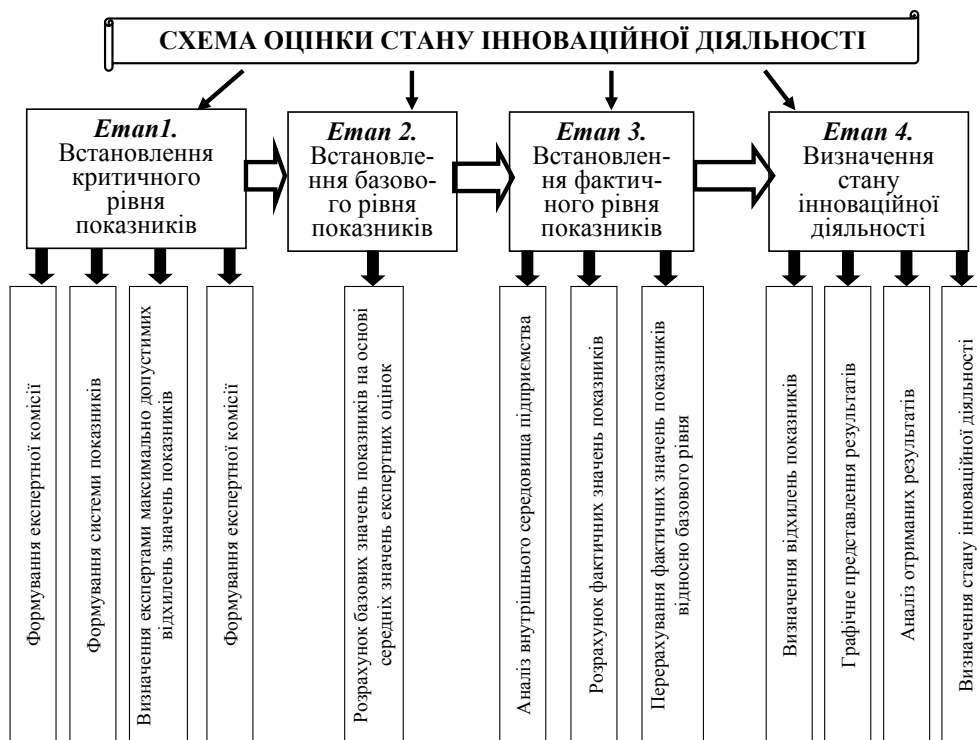 СХЕМА ОЦІНКИ СТАНУ ІННОВАЦІЙНОЇ ДІЯЛЬНОСТІ
Етап1.
Встановлення
критичного
рівня
показників
Етап 2.
Встановле-
ння базово-
го рівня
показників
Етап 3.
Встановлен-
ня фактич-
ного рівня
показників
Етап 4.
Визначення
стану
інноваційної
діяльності
Формування експертної комісії
Формування системи показників
Визначення експертами максимально допустимих
відхилень значень показників
Формування експертної комісії
Розрахунок базових значень показників на основі
середніх значень експертних оцінок
Аналіз внутрішнього середовища підприємства
Розрахунок фактичних значень показників
Перерахування фактичних значень показників
відносно базового рівня
Визначення відхилень показників
Графічне представлення результатів
Аналіз отриманих результатів
Визначення стану інноваційної діяльності